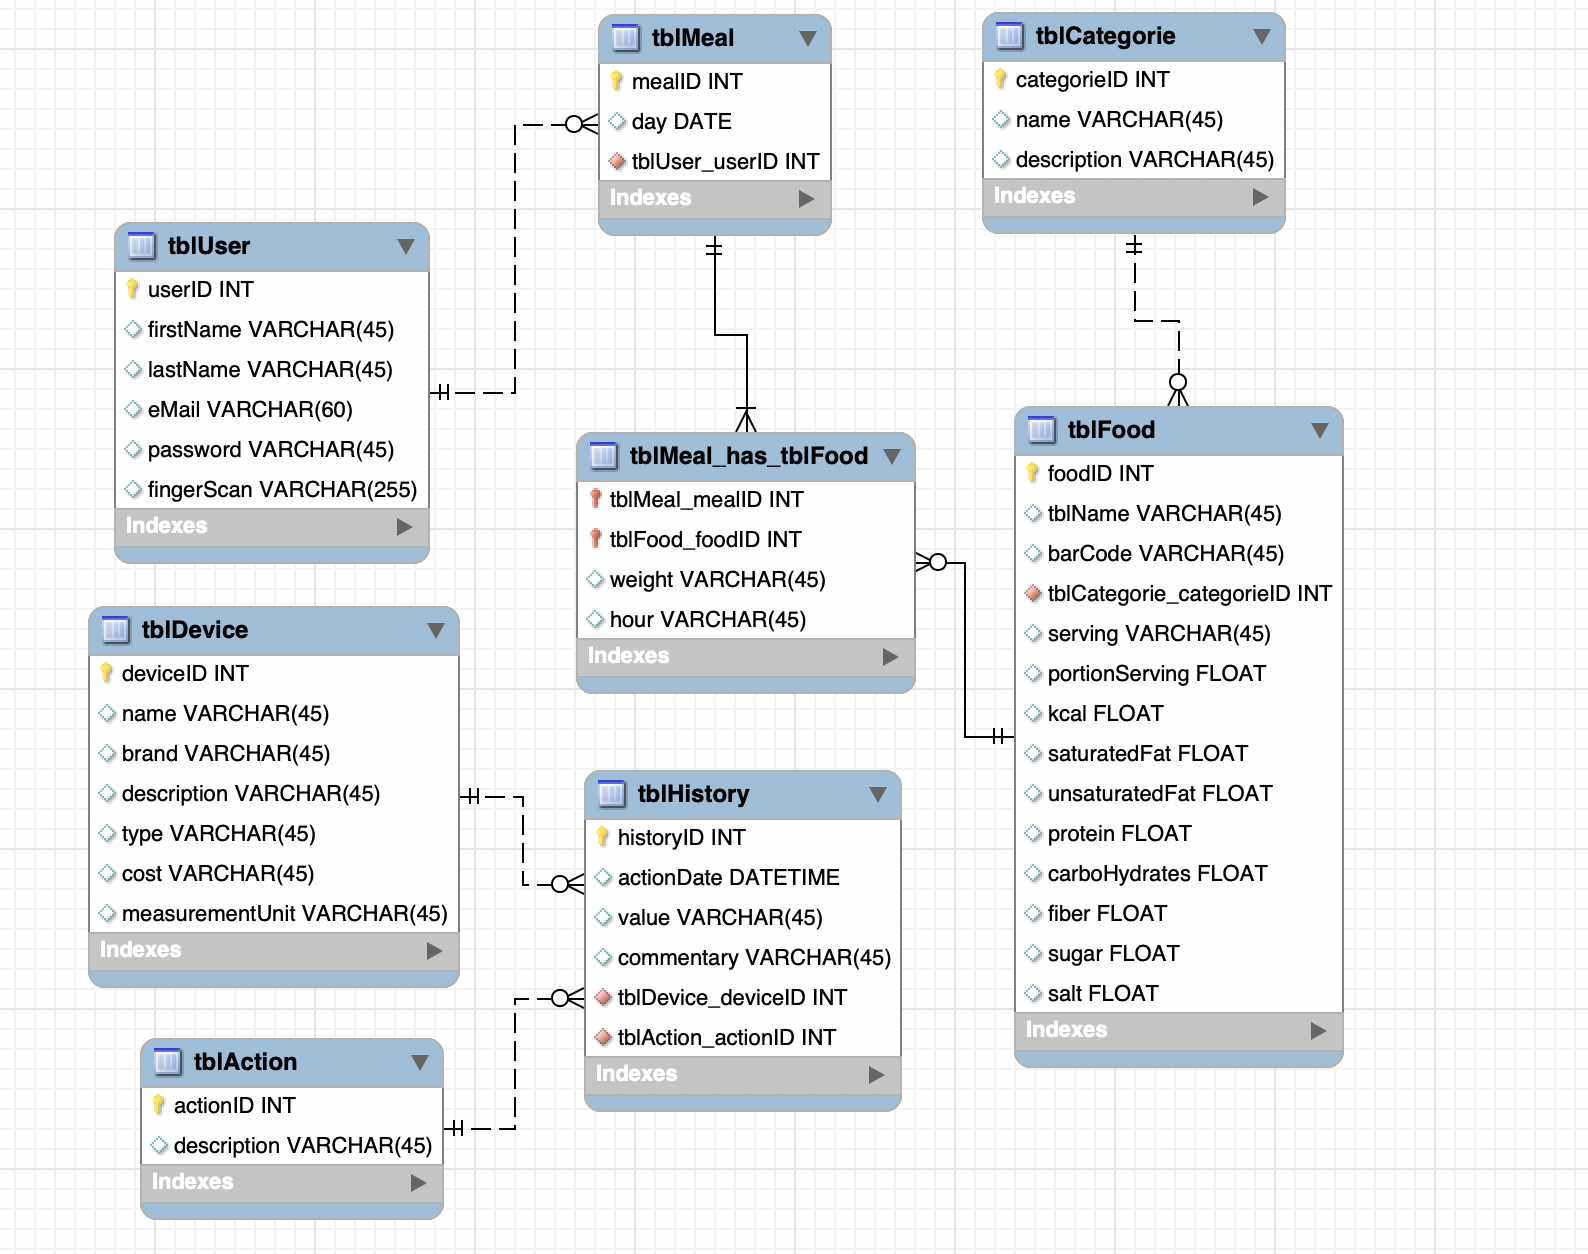 tblMeal
mealID INT
day DATE
tblUser_userID INT
Indexes
tblCategorie
categorieID INT
name VARCHAR(45)
description VARCHAR(45)
Indexes
tblUser
userID INT
firstName VARCHAR(45)
lastName VARCHAR(45)
eMail VARCHAR(60)
password VARCHAR(45)
fingerScan VARCHAR(255)
Indexes
tblMeal_has_tblFood
tblMeal_mealID INT
tblFood_foodID INT
weight VARCHAR(45)
hour VARCHAR(45)
Indexes
tblFood
foodID INT
tblName VARCHAR(45)
barCode VARCHAR(45)
tblCategorie_categorieID INT
serving VARCHAR(45)
portionServing FLOAT
kcal FLOAT
saturatedFat FLOAT
unsaturatedFat FLOAT
protein FLOAT
carboHydrates FLOAT
fiber FLOAT
sugar FLOAT
salt FLOAT
Indexes
tblDevice
deviceID INT
name VARCHAR(45)
brand VARCHAR(45)
description VARCHAR(45)
type VARCHAR(45)
cost VARCHAR(45)
measurementUnit VARCHAR(45)
Indexes
tblHistory
historyID INT
actionDate DATETIME
value VARCHAR(45)
commentary VARCHAR(45)
tblDevice_deviceID INT
tblAction_actionID INT
Indexes
tblAction
actionID INT
description VARCHAR(45)
Indexes